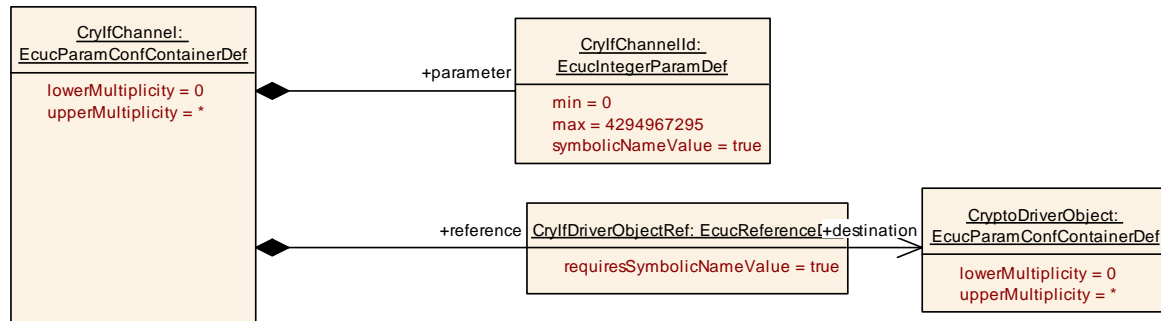 CryIfChannel:
EcucParamConfContainerDef
lowerMultiplicity = 0
upperMultiplicity = *
+parameter
CryIfChannelId:
EcucIntegerParamDef
min = 0
max = 4294967295
symbolicNameValue = true
+reference
CryIfDriverObjectRef: EcucReference
+destination
requiresSymbolicNameValue = true
CryptoDriverObject:
EcucParamConfContainerDef
lowerMultiplicity = 0
upperMultiplicity = *